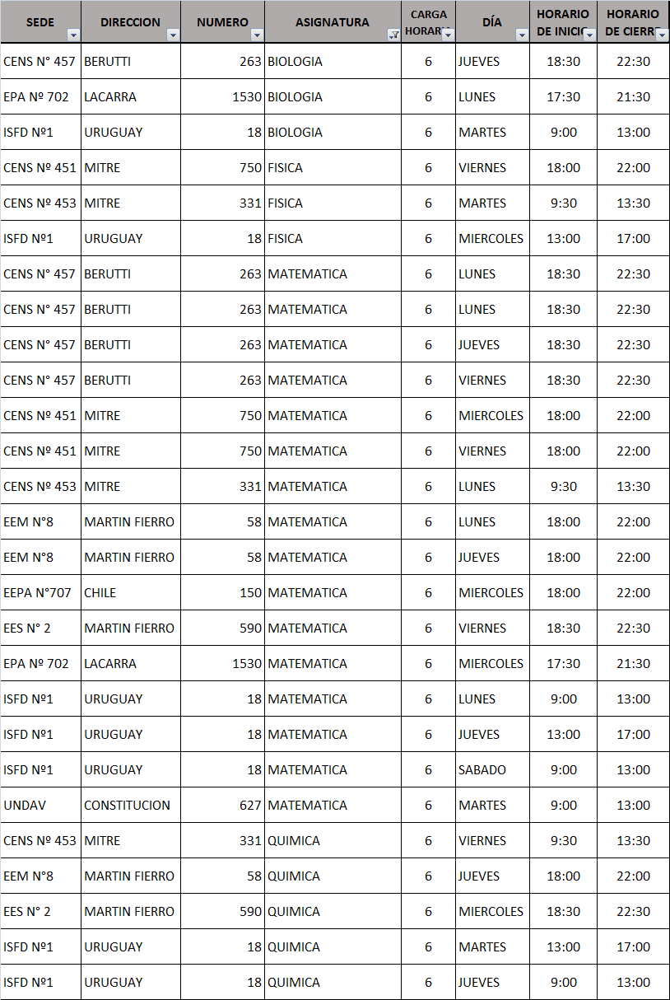 SEDE DIRECCION NUMERO ASIGNATURA CARGA HORARIA DÍA HORARIO DE INICIO HORARIO DE CIERRE
CENS N° 457 BERUTTI 263 BIOLOGIA 6 JUEVES 18:30 22:30
EPA Nº 702 LACARRA 1530 BIOLOGIA 6 LUNES 17:30 21:30
ISFD Nº1 URUGUAY 18 BIOLOGIA 6 MARTES 9:00 13:00
CENS Nº 451 MITRE 750 FISICA 6 VIERNES 18:00 22:00
CENS Nº 453 MITRE 331 FISICA 6 MARTES 9:30 13:30
ISFD Nº1 URUGUAY 18 FISICA 6 MIERCOLES 13:00 17:00
CENS N° 457 BERUTTI 263 MATEMATICA 6 LUNES 18:30 22:30
CENS N° 457 BERUTTI 263 MATEMATICA 6 LUNES 18:30 22:30
CENS N° 457 BERUTTI 263 MATEMATICA 6 JUEVES 18:30 22:30
CENS N° 457 BERUTTI 263 MATEMATICA 6 VIERNES 18:30 22:30
CENS Nº 451 MITRE 750 MATEMATICA 6 MIERCOLES 18:00 22:00
CENS Nº 451 MITRE 750 MATEMATICA 6 VIERNES 18:00 22:00
CENS Nº 453 MITRE 331 MATEMATICA 6 LUNES 9:30 13:30
EEM N°8 MARTIN FIERRO 58 MATEMATICA 6 LUNES 18:00 22:00
EEM N°8 MARTIN FIERRO 58 MATEMATICA 6 JUEVES 18:00 22:00
EEPA N°707 CHILE 150 MATEMATICA 6 MIERCOLES 18:00 22:00
EES N° 2 MARTIN FIERRO 590 MATEMATICA 6 VIERNES 18:30 22:30
EPA Nº 702 LACARRA 1530 MATEMATICA 6 MIERCOLES 17:30 21:30
ISFD Nº1 URUGUAY 18 MATEMATICA 6 LUNES 9:00 13:00
ISFD Nº1 URUGUAY 18 MATEMATICA 6 JUEVES 13:00 17:00
ISFD Nº1 URUGUAY 18 MATEMATICA 6 SABADO 9:00 13:00
UNDAV CONSTITUCION 627 MATEMATICA 6 MARTES 9:00 13:00
CENS Nº 453 MITRE 331 QUIMICA 6 VIERNES 9:30 13:30
EEM N°8 MARTIN FIERRO 58 QUIMICA 6 JUEVES 18:00 22:00
EES N° 2 MARTIN FIERRO 590 QUIMICA 6 MIERCOLES 18:30 22:30
ISFD Nº1 URUGUAY 18 QUIMICA 6 MARTES 13:00 17:00
ISFD Nº1 URUGUAY 18 QUIMICA 6 JUEVES 9:00 13:00